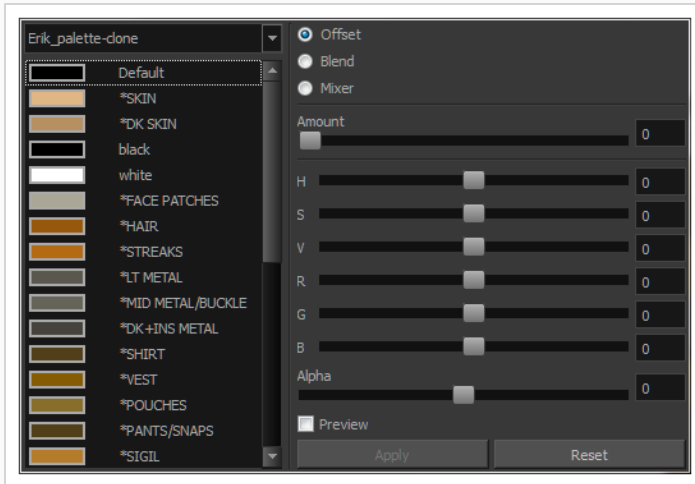 Erik_palette-clone
Default
*SKIN
*DK SKIN
black
white
*FACE PATCHES
*HAIR
*STREAKS
*LT METAL
*MID METAL/BUCKLE
*DK+INS METAL
*SHIRT
*VEST
*POUCHES
*PANTS/SNAPS
*SIGIL
Offset
Blend
Mixer
Amount
0
H 0
S 0
V 0
R 0
G 0
B 0
Alpha
0
Preview
Apply Reset